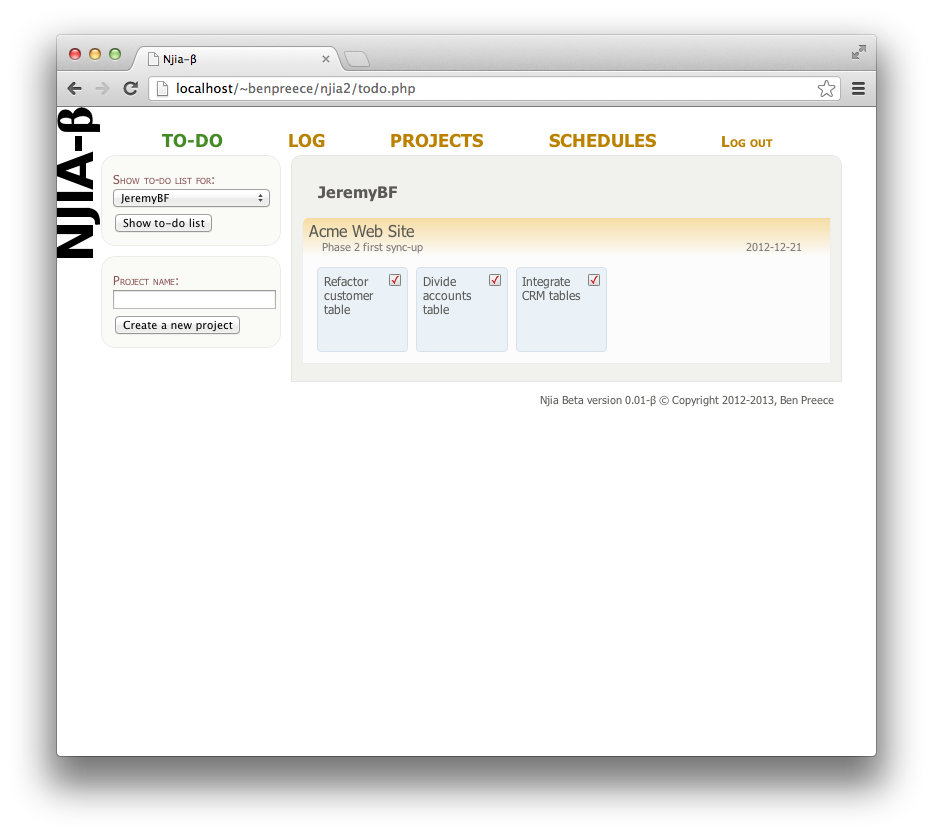 Njia-β
localhost/~benpreece/njia2/todo.php
NJIA-β
TO-DO LOG PROJECTS SCHEDULES Log out
Show to-do list for:
JeremyBF
Show to-do list
Project name:
Create a new project
JeremyBF
Acme Web Site
Phase 2 first sync-up 2012-12-21
Refactor
customer
table
Divide
accounts
table
Integrate
CRM tables
Njia Beta version 0.01-β © Copyright 2012-2013, Ben Preece